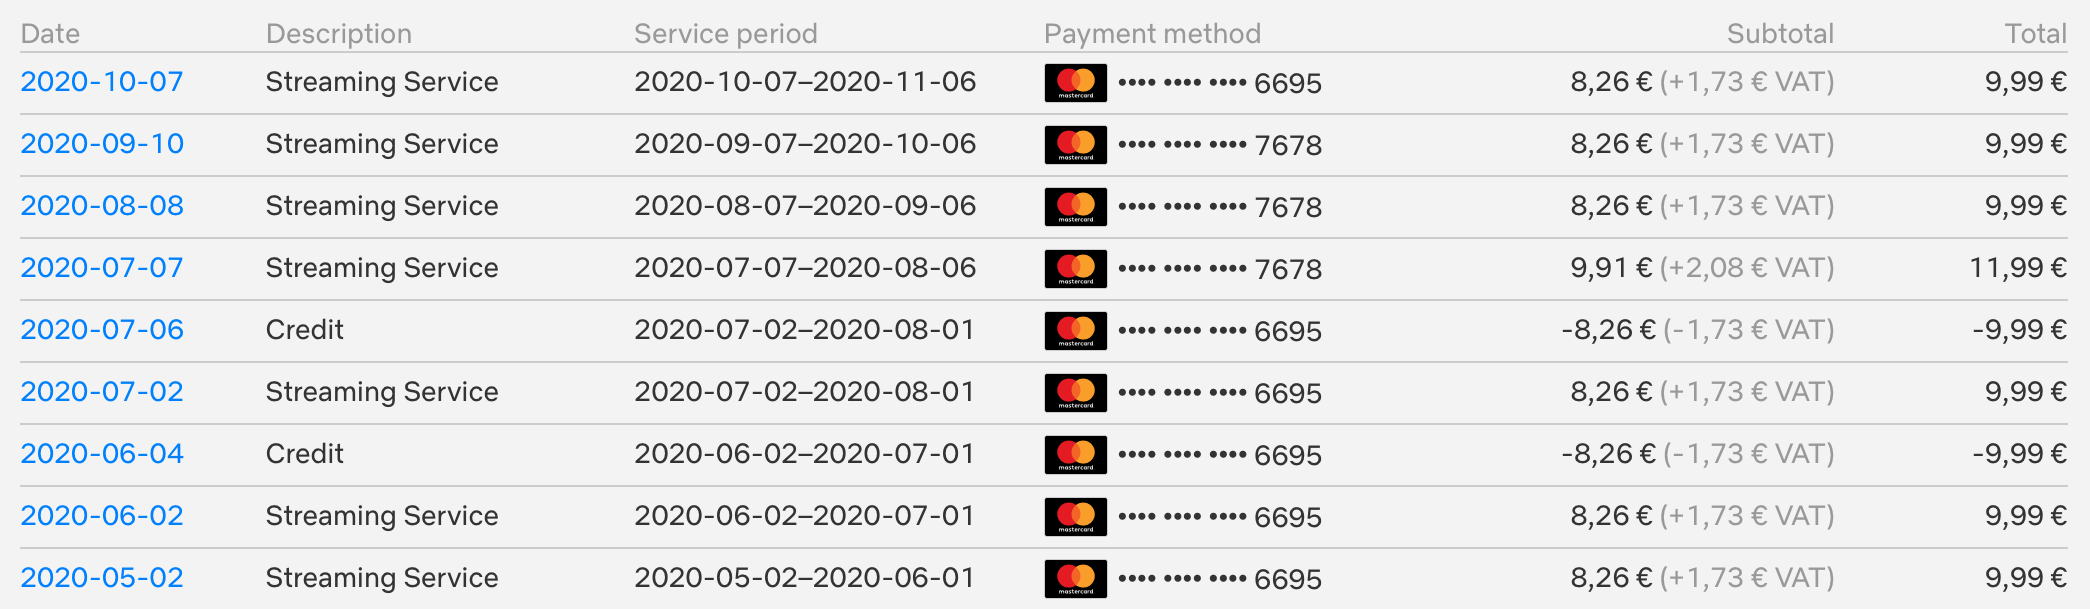 Date Description Service period Payment method Subtotal Total
2020-10-07 Streaming Service 2020-10-07–2020-11-06 mastercard •••• •••• •••• 6695 8,26 € (+1,73 € VAT) 9,99 €
2020-09-10 Streaming Service 2020-09-07–2020-10-06 mastercard •••• •••• •••• 7678 8,26 € (+1,73 € VAT) 9,99 €
2020-08-08 Streaming Service 2020-08-07–2020-09-06 mastercard •••• •••• •••• 7678 8,26 € (+1,73 € VAT) 9,99 €
2020-07-07 Streaming Service 2020-07-07–2020-08-06 mastercard •••• •••• •••• 7678 9,91 € (+2,08 € VAT) 11,99 €
2020-07-06 Credit 2020-07-02–2020-08-01 mastercard •••• •••• •••• 6695 -8,26 € (-1,73 € VAT) -9,99 €
2020-07-02 Streaming Service 2020-07-02–2020-08-01 mastercard •••• •••• •••• 6695 8,26 € (+1,73 € VAT) 9,99 €
2020-06-04 Credit 2020-06-02–2020-07-01 mastercard •••• •••• •••• 6695 -8,26 € (-1,73 € VAT) -9,99 €
2020-06-02 Streaming Service 2020-06-02–2020-07-01 mastercard •••• •••• •••• 6695 8,26 € (+1,73 € VAT) 9,99 €
2020-05-02 Streaming Service 2020-05-02–2020-06-01 mastercard •••• •••• •••• 6695 8,26 € (+1,73 € VAT) 9,99 €